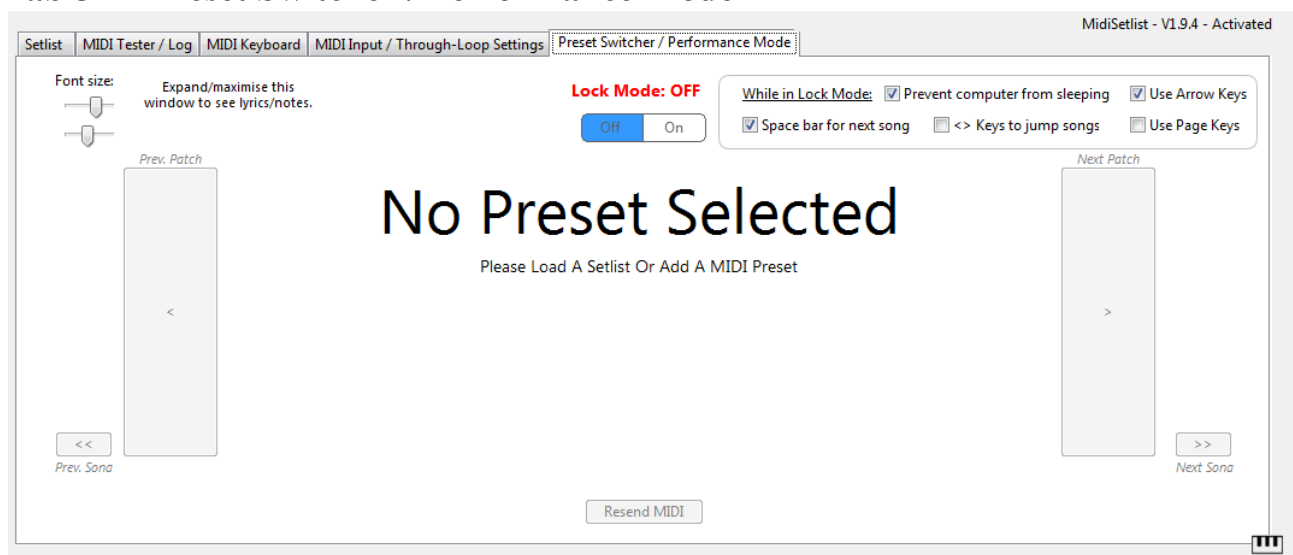 MidiSetlist - V1.9.4 - Activated
Setlist MIDI Tester / Log MIDI Keyboard MIDI Input / Through-Loop Settings Preset Switcher / Performance Mode
Font size:
Expand/maximise this
window to see lyrics/notes.
Lock Mode: OFF
Off On
While in Lock Mode: Prevent computer from sleeping Use Arrow Keys
Space bar for next song <> Keys to jump songs Use Page Keys
Prev. Patch
Next Patch
No Preset Selected
Please Load A Setlist Or Add A MIDI Preset
< >
<< >>
Prev. Song Next Song
Resend MIDI